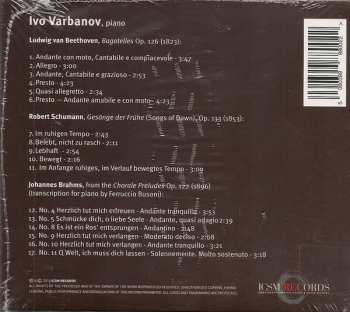 Ivo Varbanov, piano
Ludwig van Beethoven, Bagatelles Op. 126 (1823):
1. Andante con moto, Cantabile e compiacevole - 3:47
2. Allegro - 3:00
3. Andante, Cantabile e grazioso - 2:53
4. Presto - 4:23
5. Quasi allegretto - 2:34
6. Presto – Andante amabile e con moto - 4:23
Robert Schumann, Gesänge der Frühe (Songs of Dawn), Op. 133 (1853):
7. Im ruhigen Tempo - 2:43
8. Belebt, nicht zu rasch - 2:11
9. Lebhaft - 2:54
10. Bewegt - 2:16
11. Im Anfange ruhiges, im Verlauf bewegtes Tempo - 3:09
Johannes Brahms, from the Chorale Preludes Op. 122 (1896)
(transcription for piano by Ferruccio Busoni):
12. No. 4 Herzlich tut mich erfreuen - Andante tranquillo - 3:53
13. No 5 Schmücke dich, o liebe Seele - Andante, quasi adagio 2:39
14. No 8 Es ist ein Ros' entsprungen - Andantino - 2:48
15. No 9 Herzlich tut mich verlangen - Moderato deciso - 2:06
16. No. 10 Herzlich tut mich verlangen - Andante tranquillo - 3:21
17. No. 11 O Welt, ich muss dich lassen - Solennemente. Molto sostenuto - 3:18
ICSM RECORDS